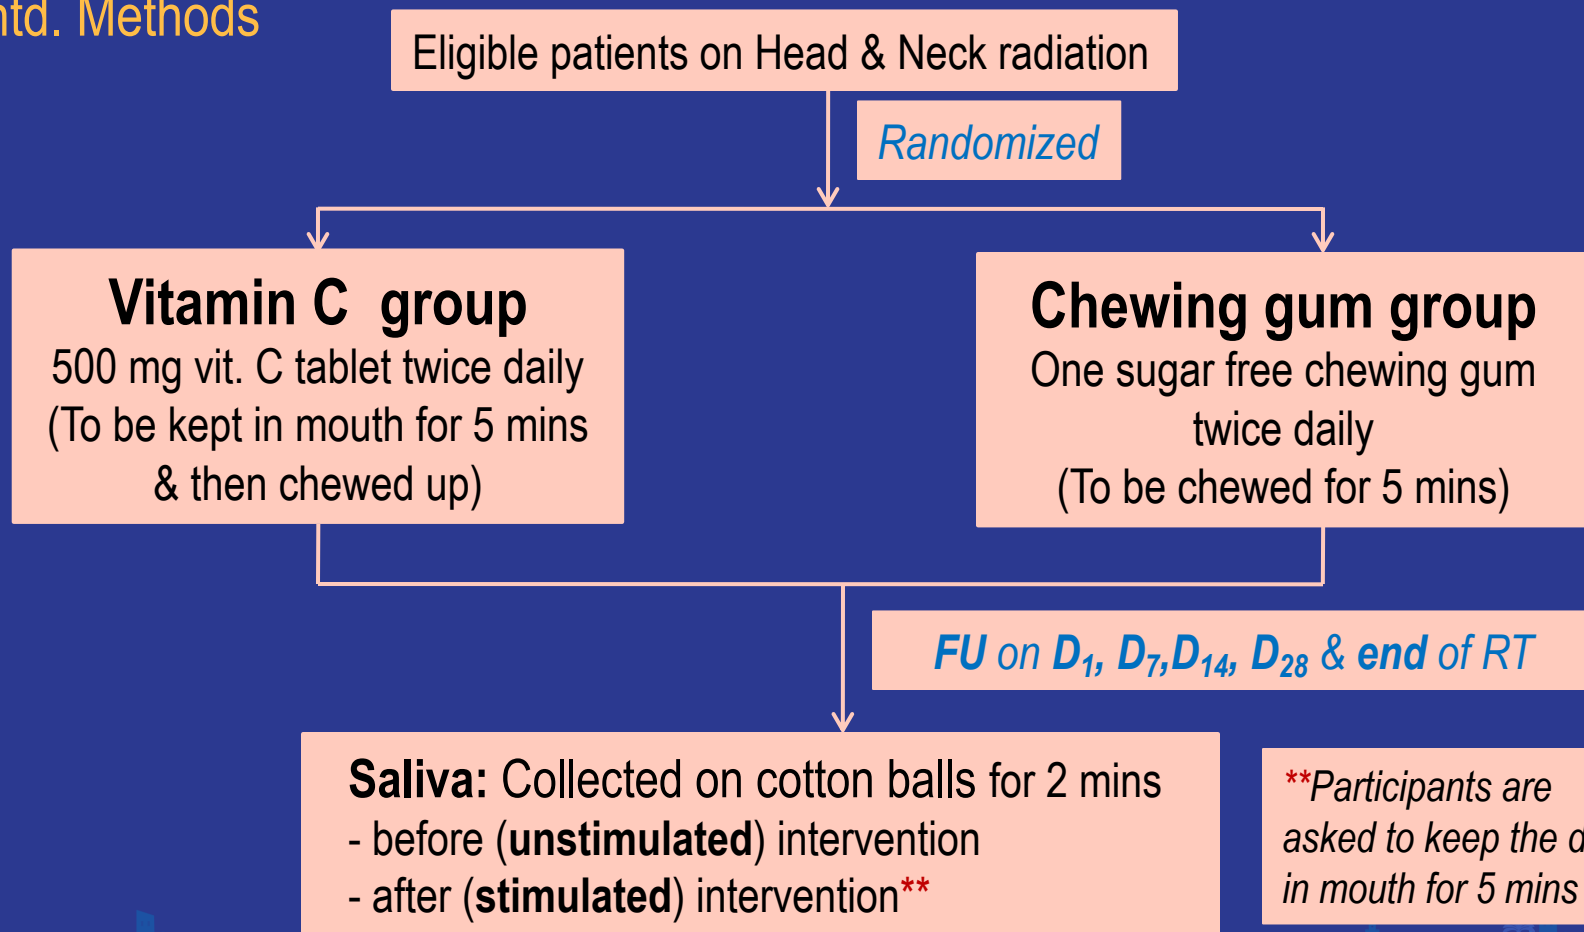 ntd. Methods
Eligible patients on Head & Neck radiation
Randomized
Vitamin C group
500 mg vit. C tablet twice daily
(To be kept in mouth for 5 mins
& then chewed up)
Chewing gum group
One sugar free chewing gum
twice daily
(To be chewed for 5 mins)
FU on D₁, D₇,D₁₄, D₂₈ & end of RT
Saliva: Collected on cotton balls for 2 mins
- before (unstimulated) intervention
- after (stimulated) intervention**
**Participants are
asked to keep the d
in mouth for 5 mins